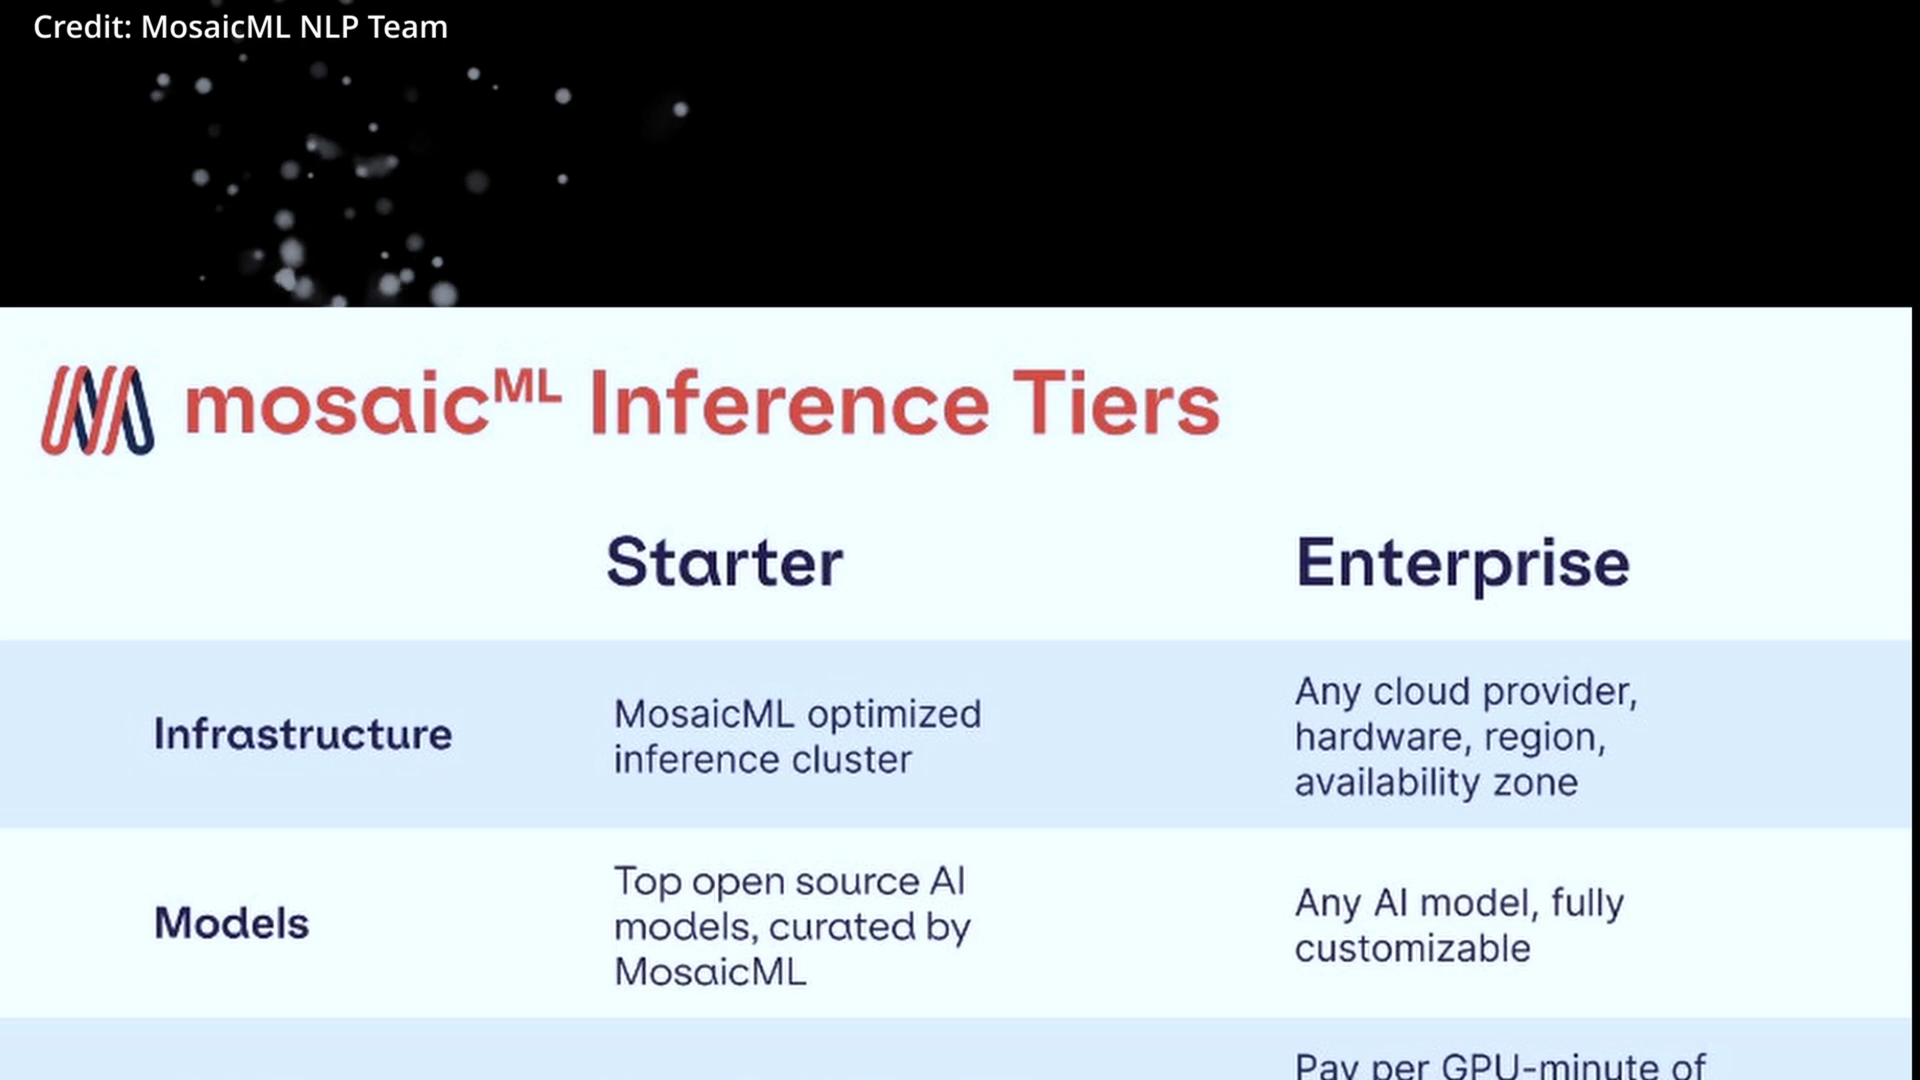 Credit: MosaicML NLP Team
mosaicML Inference Tiers
Starter
Enterprise
Infrastructure
MosaicML optimized
inference cluster
Any cloud provider,
hardware, region,
availability zone
Models
Top open source AI
models, curated by
MosaicML
Any AI model, fully
customizable
Pay per GPU-minute of